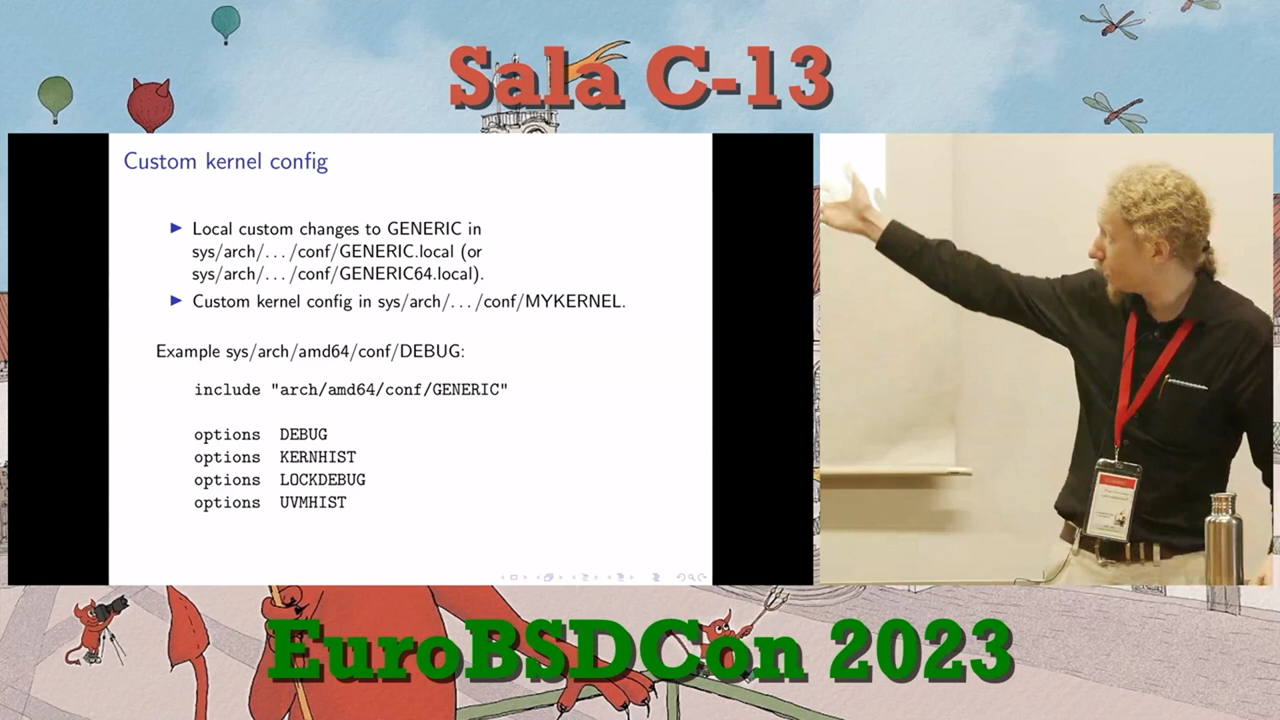 Sala C-13
Custom kernel config
Local custom changes to GENERIC in
sys/arch/.../conf/GENERIC.local (or
sys/arch/.../conf/GENERIC64.local).
Custom kernel config in sys/arch/.../conf/MYKERNEL.
Example sys/arch/amd64/conf/DEBUG:
include "arch/amd64/conf/GENERIC"
options DEBUG
options KERNHIST
options LOCKDEBUG
options UVMHIST
EuroBSDCon 2023